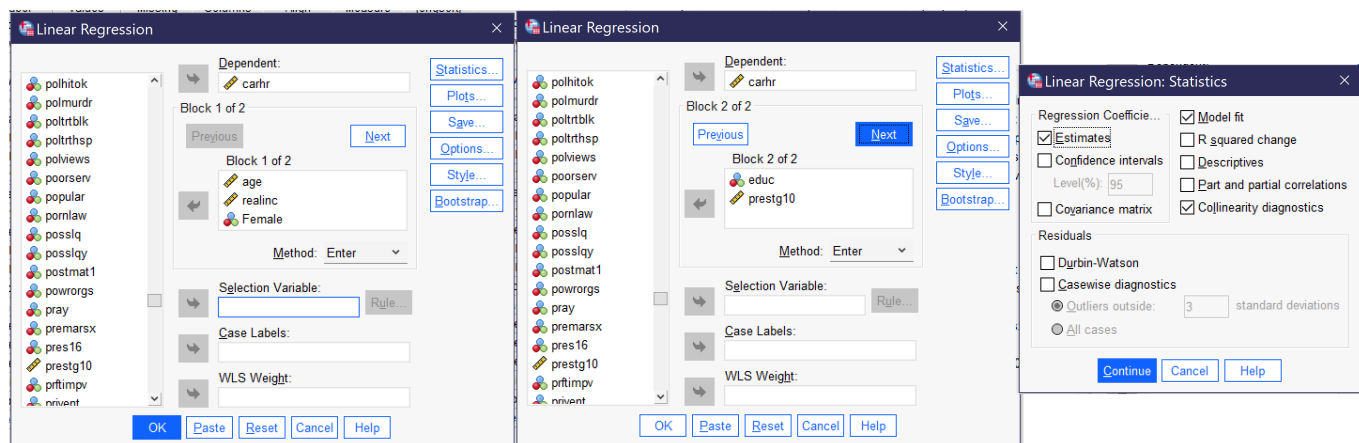 Linear Regression
polhitok
polmurdr
poltrtblk
poltrthsp
polviews
poorserv
popular
pornlaw
posslq
posslqy
postmat1
powrorgs
pray
premarsx
pres16
prestg10
prftimpv
privent
Dependent:
carhr
Block 1 of 2
Previous
Next
Block 1 of 2
age
realinc
Female
Method: Enter
Selection Variable:
Rule...
Case Labels:
WLS Weight:
Statistics...
Plots...
Save...
Options...
Style...
Bootstrap...
OK Paste Reset Cancel Help
Linear Regression
polhitok
polmurdr
poltrtblk
poltrthsp
polviews
poorserv
popular
pornlaw
posslq
posslqy
postmat1
powrorgs
pray
premarsx
pres16
prestg10
prftimpv
privent
Dependent:
carhr
Block 2 of 2
Previous
Next
Block 2 of 2
educ
prestg10
Method: Enter
Selection Variable:
Rule...
Case Labels:
WLS Weight:
Statistics...
Plots...
Save...
Options...
Style...
Bootstrap...
OK Paste Reset Cancel Help
Linear Regression: Statistics
Regression Coefficie...
Estimates
Confidence intervals
Level(%): 95
Covariance matrix
Model fit
R squared change
Descriptives
Part and partial correlations
Collinearity diagnostics
Residuals
Durbin-Watson
Casewise diagnostics
Outliers outside: 3 standard deviations
All cases
Continue Cancel Help